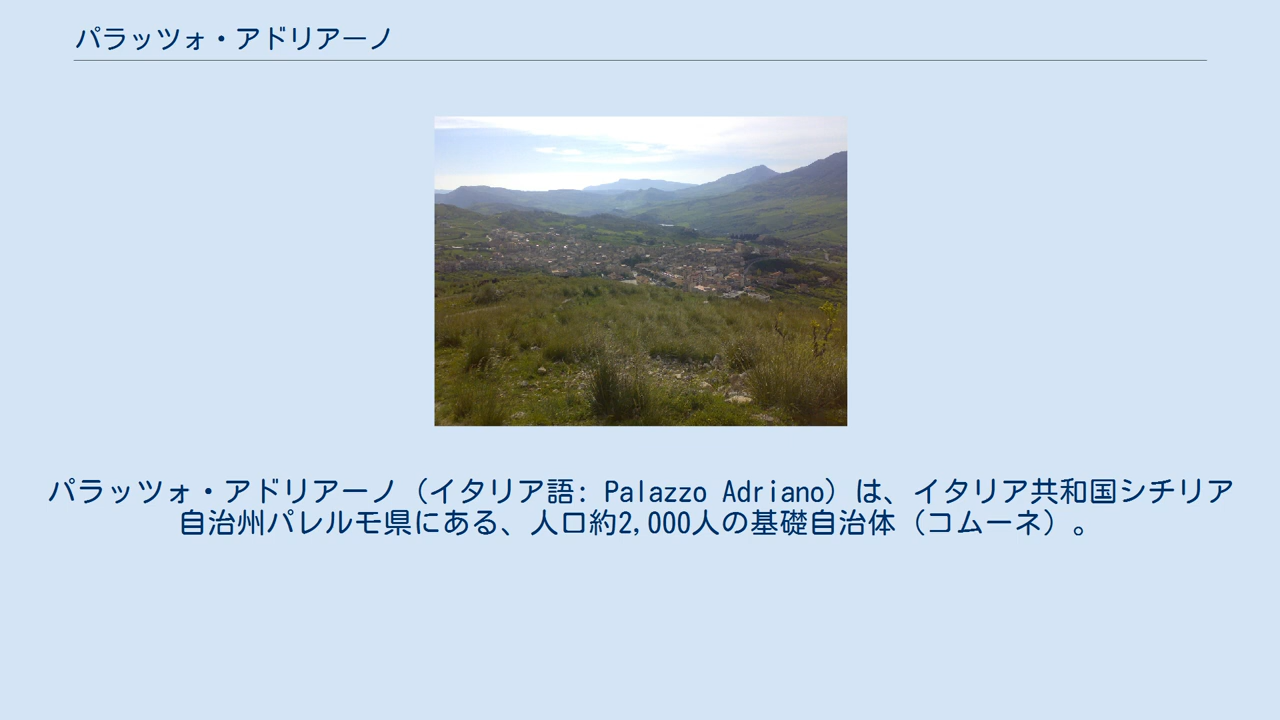 パラッツォ・アドリアーノ
パラッツォ・アドリアーノ（イタリア語: Palazzo Adriano）は、イタリア共和国シチリア
自治州パレルモ県にある、人口約2,000人の基礎自治体（コムーネ）。